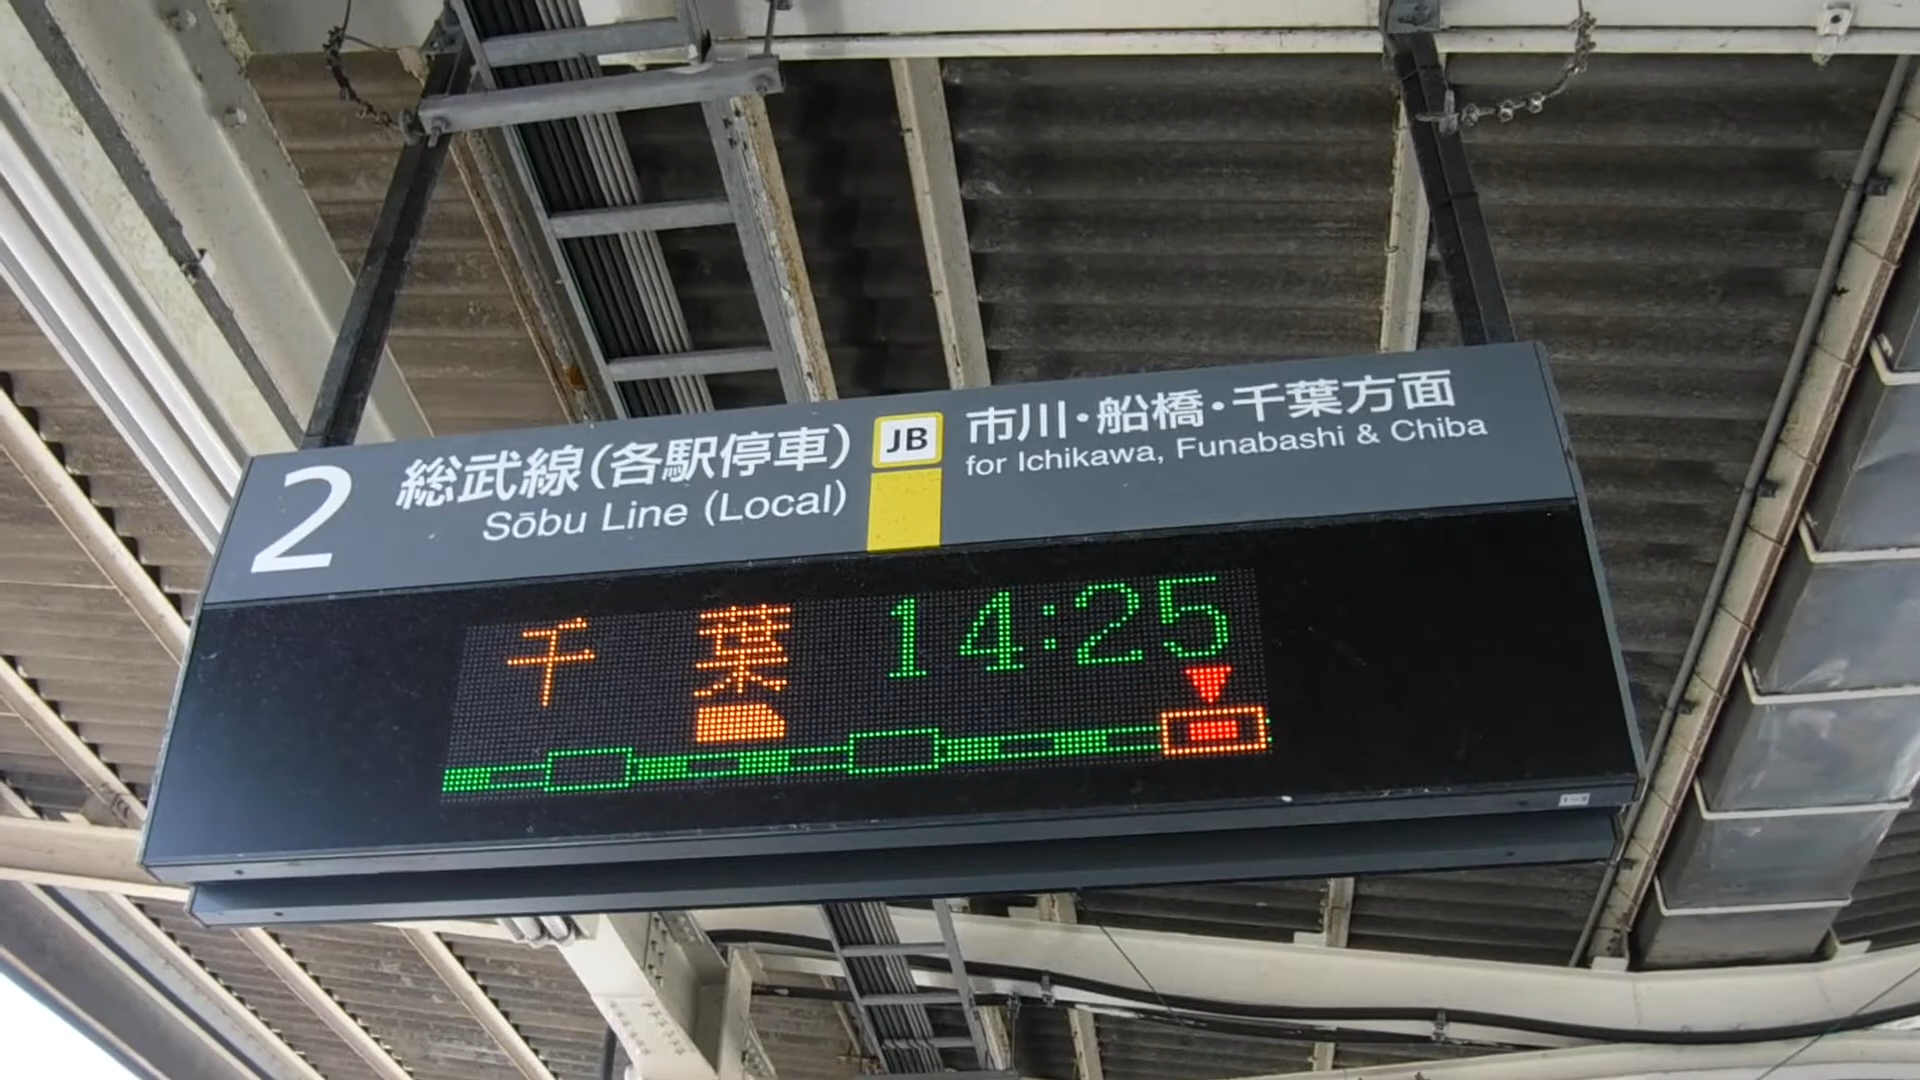 2
総武線(各駅停車)
Sōbu Line (Local)
JB
市川・船橋・千葉方面
for Ichikawa, Funabashi & Chiba
千 葉 14:25